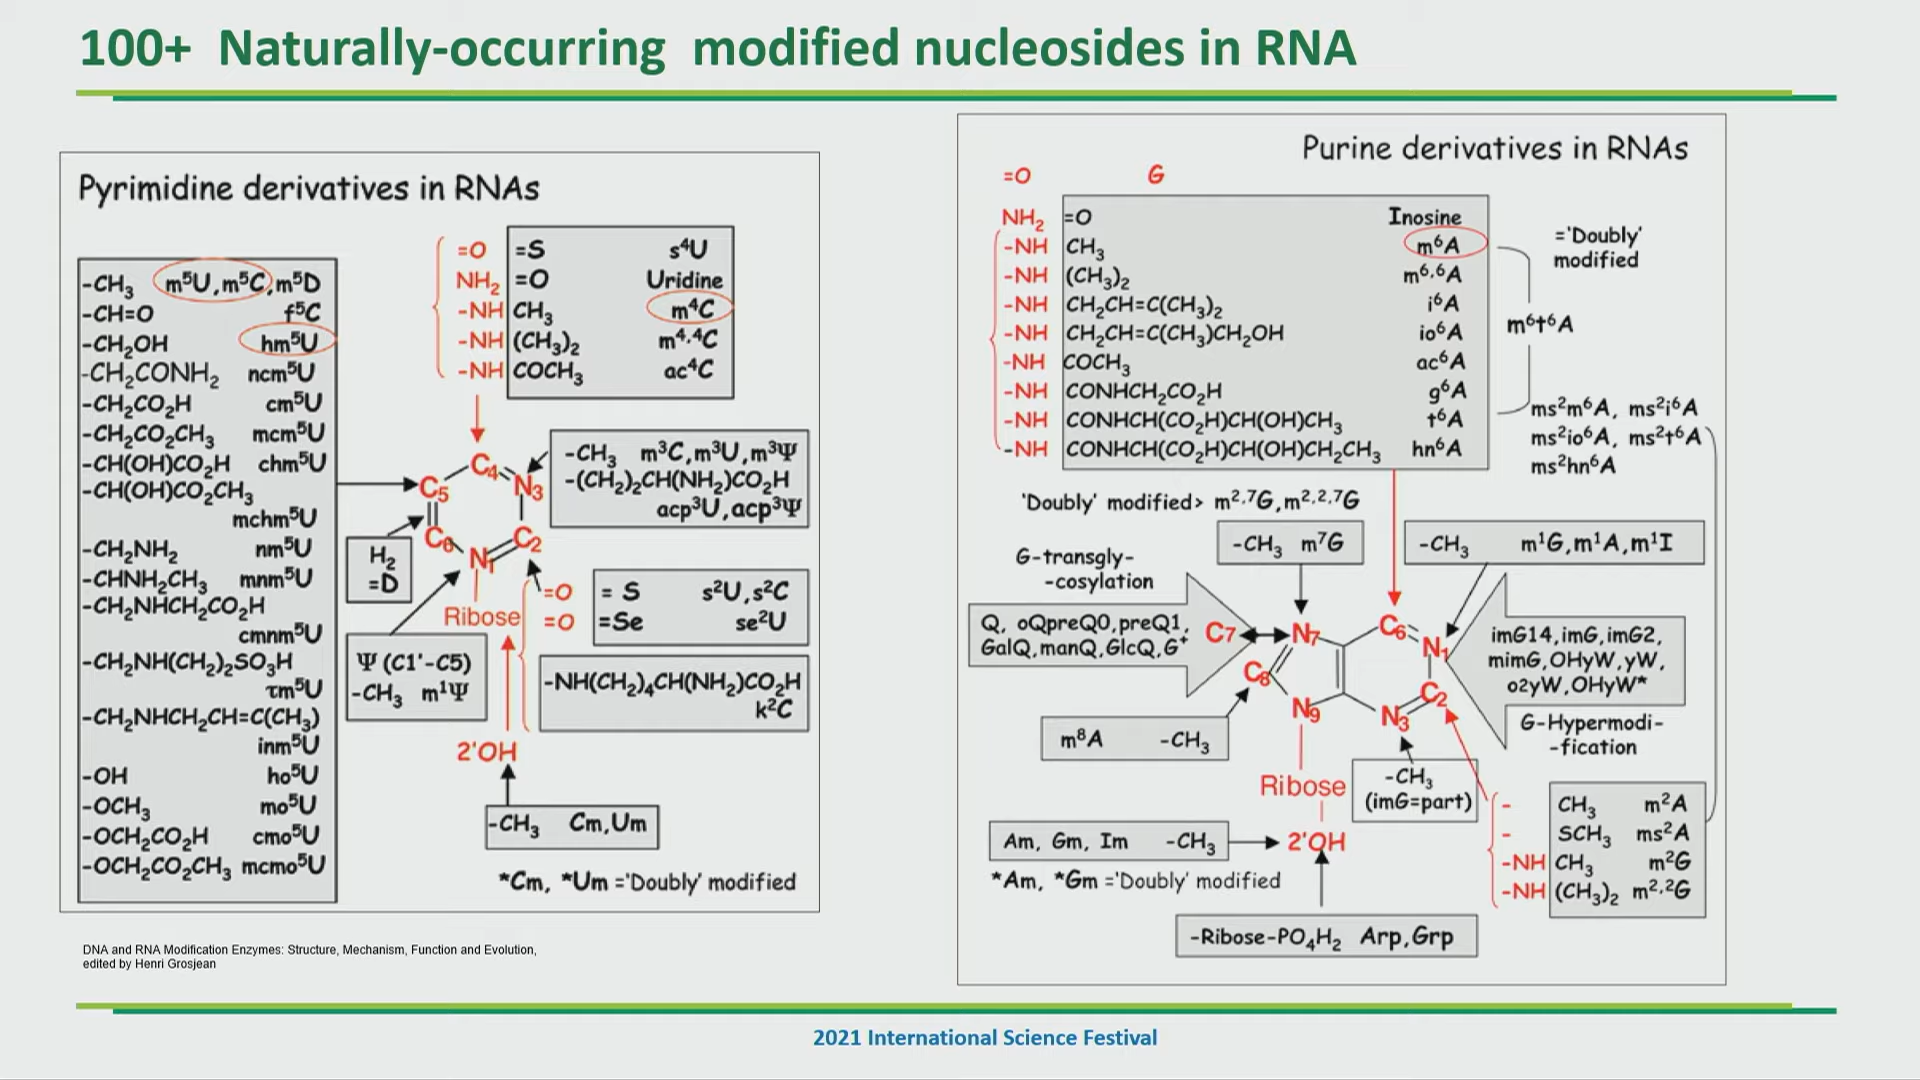 100+ Naturally-occurring modified nucleosides in RNA
Pyrimidine derivatives in RNAs
-CH₃ m⁵U,m⁵C,m⁵D
-CH=O f⁵C
-CH₂OH hm⁵U
-CH₂CONH₂ ncm⁵U
-CH₂CO₂H cm⁵U
-CH₂CO₂CH₃ mcm⁵U
-CH(OH)CO₂H chm⁵U
-CH(OH)CO₂CH₃
mchm⁵U
-CH₂NH₂ nm⁵U
-CHNH₂CH₃ mnm⁵U
-CH₂NHCH₂CO₂H
cmnm⁵U
-CH₂NH(CH₂)₂SO₃H
τm⁵U
-CH₂NHCH₂CH=C(CH₃)
inm⁵U
-OH ho⁵U
-OCH₃ mo⁵U
-OCH₂CO₂H cmo⁵U
-OCH₂CO₂CH₃ mcmo⁵U
=O =S s⁴U
NH₂ =O Uridine
-NH CH₃ m⁴C
-NH (CH₃)₂ m⁴,⁴C
-NH COCH₃ ac⁴C
-CH₃ m³C,m³U,m³Ψ
-(CH₂)₂CH(NH₂)CO₂H
acp³U,acp³Ψ
C₄
C₅
N₃
C₆
C₂
N₁
H₂
=D
Ribose
=O = S s²U,s²C
=O =Se se²U
Ψ (C1'-C5)
-CH₃ m¹Ψ
-NH(CH₂)₄CH(NH₂)CO₂H
k²C
2'OH
-CH₃ Cm,Um
*Cm, *Um ='Doubly' modified
DNA and RNA Modification Enzymes: Structure, Mechanism, Function and Evolution,
edited by Henri Grosjean
Purine derivatives in RNAs
=O G
NH₂ =O Inosine
-NH CH₃ m⁶A
-NH (CH₃)₂ m⁶,⁶A
-NH CH₂CH=C(CH₃)₂ i⁶A
-NH CH₂CH=C(CH₃)CH₂OH io⁶A
-NH COCH₃ ac⁶A
-NH CONHCH₂CO₂H g⁶A
-NH CONHCH(CO₂H)CH(OH)CH₃ t⁶A
-NH CONHCH(CO₂H)CH(OH)CH₂CH₃ hn⁶A
='Doubly'
modified
m⁶t⁶A
ms²m⁶A, ms²i⁶A
ms²io⁶A, ms²t⁶A
ms²hn⁶A
'Doubly' modified> m²,⁷G,m²,²,⁷G
-CH₃ m⁷G
-CH₃ m¹G,m¹A,m¹I
G-transgly-
-cosylation
Q, oQpreQ0,preQ1,
GalQ,manQ,GlcQ,G⁺
C7
N₇
C₆
N₁
C₈
C₂
N₉
N₃
imG14,imG,imG2,
mimG,OHyW,yW,
o2yW,OHyW*
G-Hypermodi-
-fication
m⁸A -CH₃
Ribose
-CH₃
(imG=part)
- CH₃ m²A
- SCH₃ ms²A
-NH CH₃ m²G
-NH (CH₃)₂ m²,²G
Am, Gm, Im -CH₃
2'OH
*Am, *Gm ='Doubly' modified
-Ribose-PO₄H₂ Arp,Grp
2021 International Science Festival